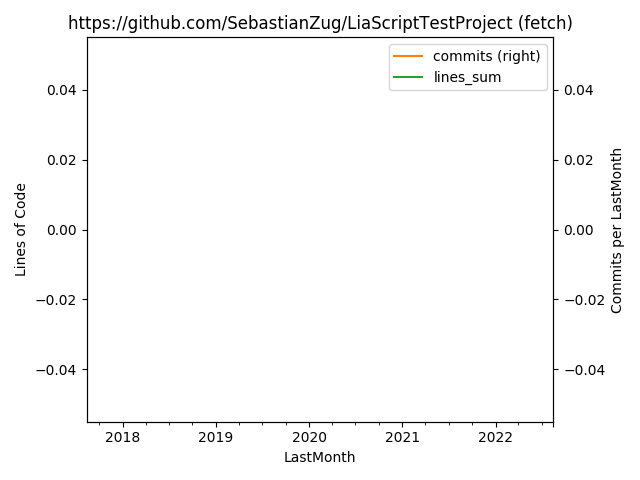 https://github.com/SebastianZug/LiaScriptTestProject (fetch)
commits (right)
lines_sum
0.04
0.02
0.00
−0.02
−0.04
Lines of Code
0.04
0.02
0.00
−0.02
−0.04
Commits per LastMonth
2018
2019
2020
2021
2022
LastMonth